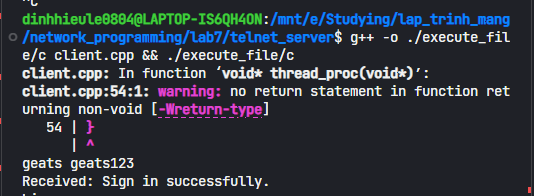 ^C
dinhhieule0804@LAPTOP-IS6QH4ON:/mnt/e/Studying/lap_trinh_mang
/network_programming/lab7/telnet_server$ g++ -o ./execute_fil
e/c client.cpp && ./execute_file/c
client.cpp: In function ‘void* thread_proc(void*)’:
client.cpp:54:1: warning: no return statement in function ret
urning non-void [-Wreturn-type]
54 | }
| ^
geats geats123
Received: Sign in successfully.